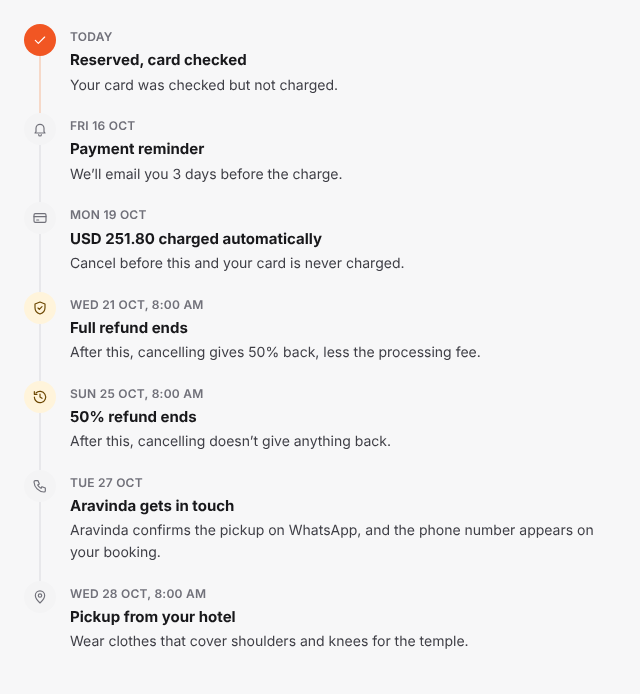 TODAY
Reserved, card checked
Your card was checked but not charged.
FRI 16 OCT
Payment reminder
We’ll email you 3 days before the charge.
MON 19 OCT
USD 251.80 charged automatically
Cancel before this and your card is never charged.
WED 21 OCT, 8:00 AM
Full refund ends
After this, cancelling gives 50% back, less the processing fee.
SUN 25 OCT, 8:00 AM
50% refund ends
After this, cancelling doesn’t give anything back.
TUE 27 OCT
Aravinda gets in touch
Aravinda confirms the pickup on WhatsApp, and the phone number appears on
your booking.
WED 28 OCT, 8:00 AM
Pickup from your hotel
Wear clothes that cover shoulders and knees for the temple.